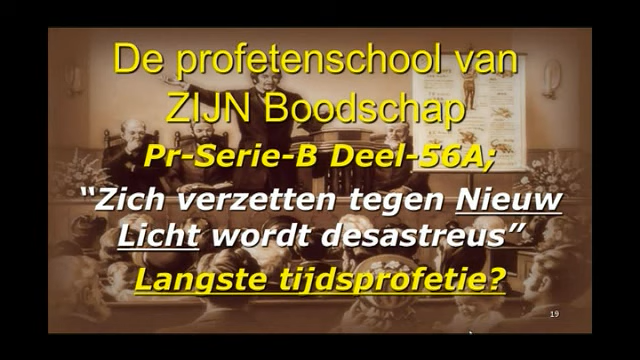 De profetenschool van
ZIJN Boodschap
Pr-Serie-B Deel-56A;
“Zich verzetten tegen Nieuw
Licht wordt desastreus”
Langste tijdsprofetie?
19